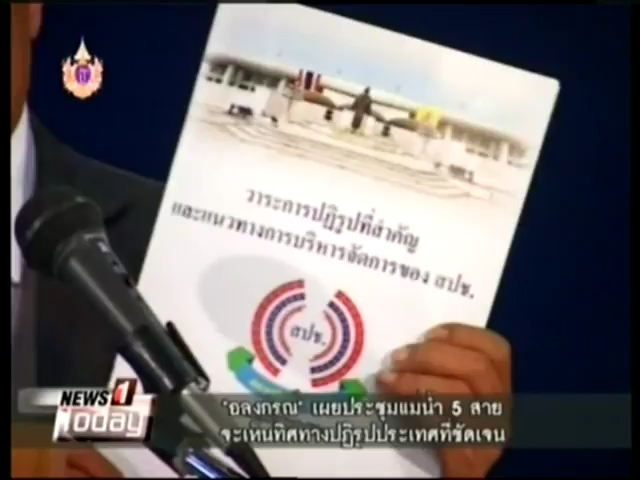 วาระการปฏิรูปที่สำคัญ
และแนวทางการบริหารจัดการของ สปช.
สปช.
NEWS 1
Today
"อลงกรณ" เผยประชุมแม่น้ำ 5 สาย
จะเห็นทิศทางปฏิรูปประเทศที่ชัดเจน